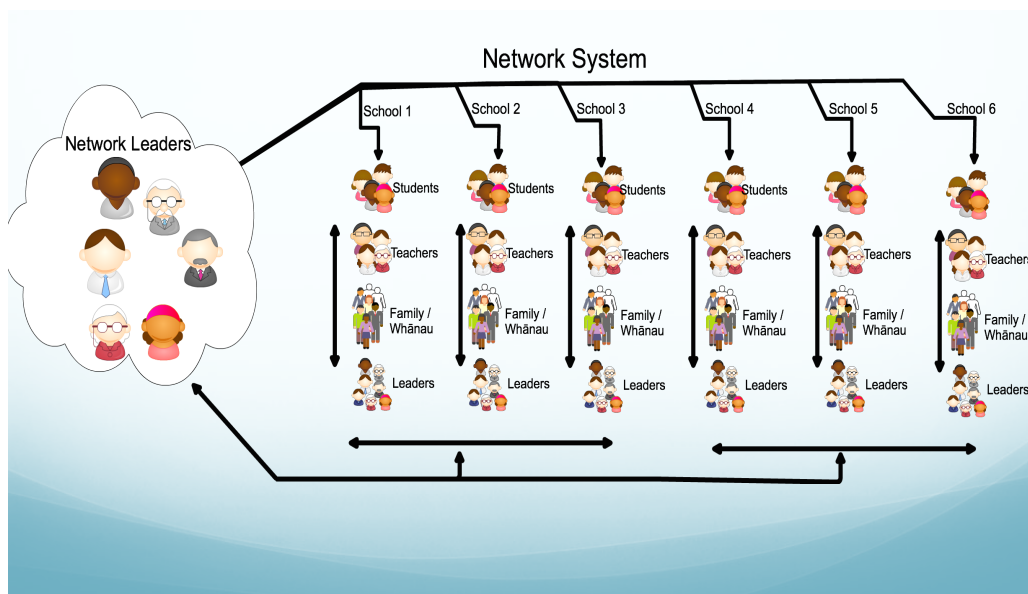 Network System
Network Leaders
School 1
Students
Teachers
Family /
Whānau
Leaders
School 2
Students
Teachers
Family /
Whānau
Leaders
School 3
Students
Teachers
Family /
Whānau
Leaders
School 4
Students
Teachers
Family /
Whānau
Leaders
School 5
Students
Teachers
Family /
Whānau
Leaders
School 6
Teachers
Family /
Whānau
Leaders